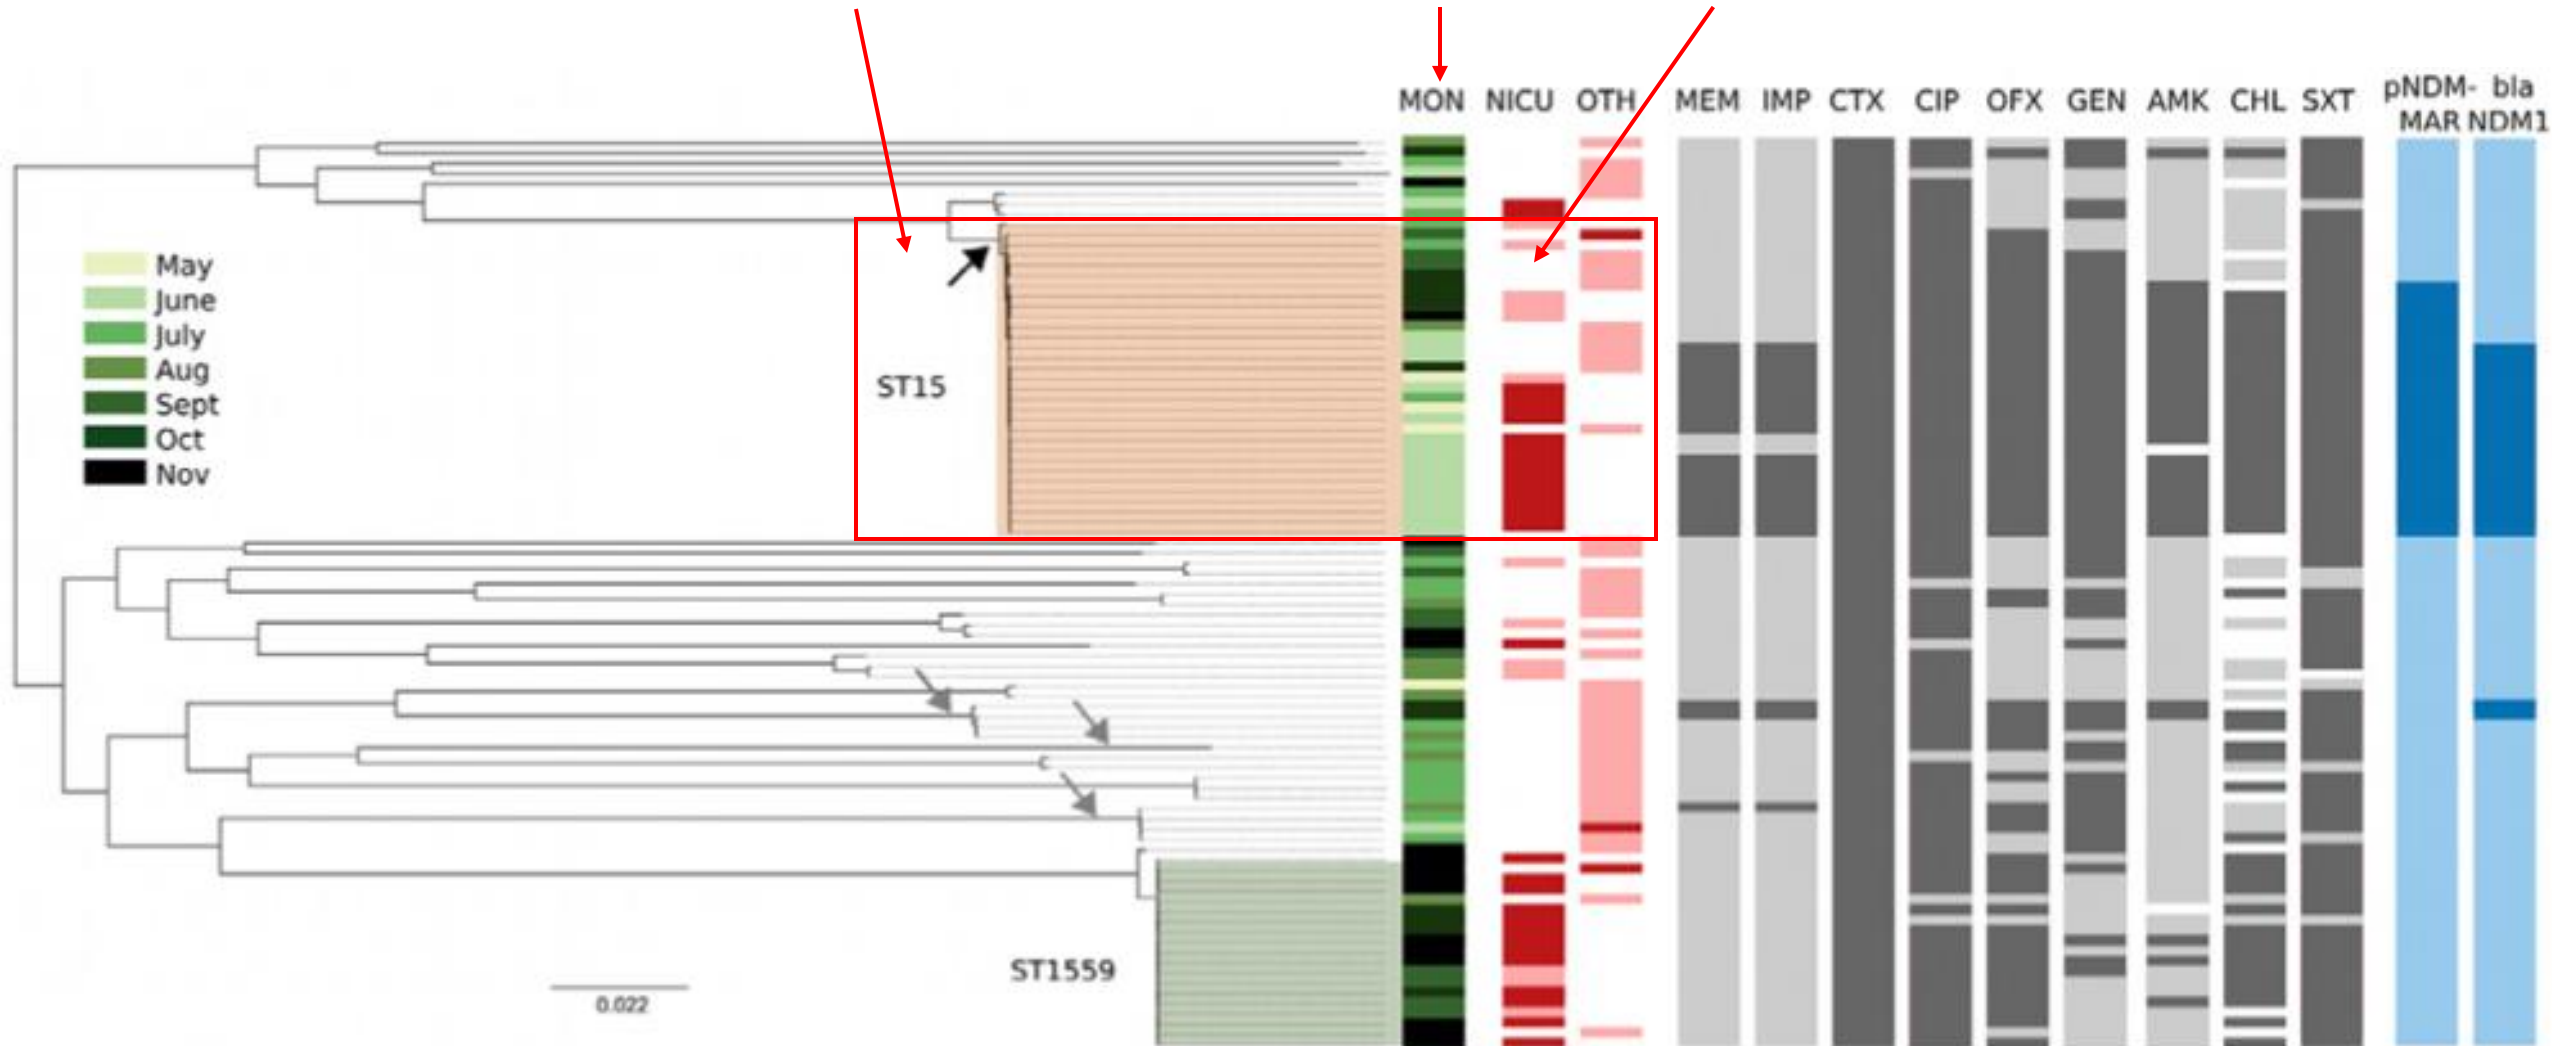 MON NICU OTH MEM IMP CTX CIP OFX GEN AMK CHL SXT pNDM- bla
MAR NDM1
May
June
July
Aug
Sept
Oct
Nov
ST15
ST1559
0.022